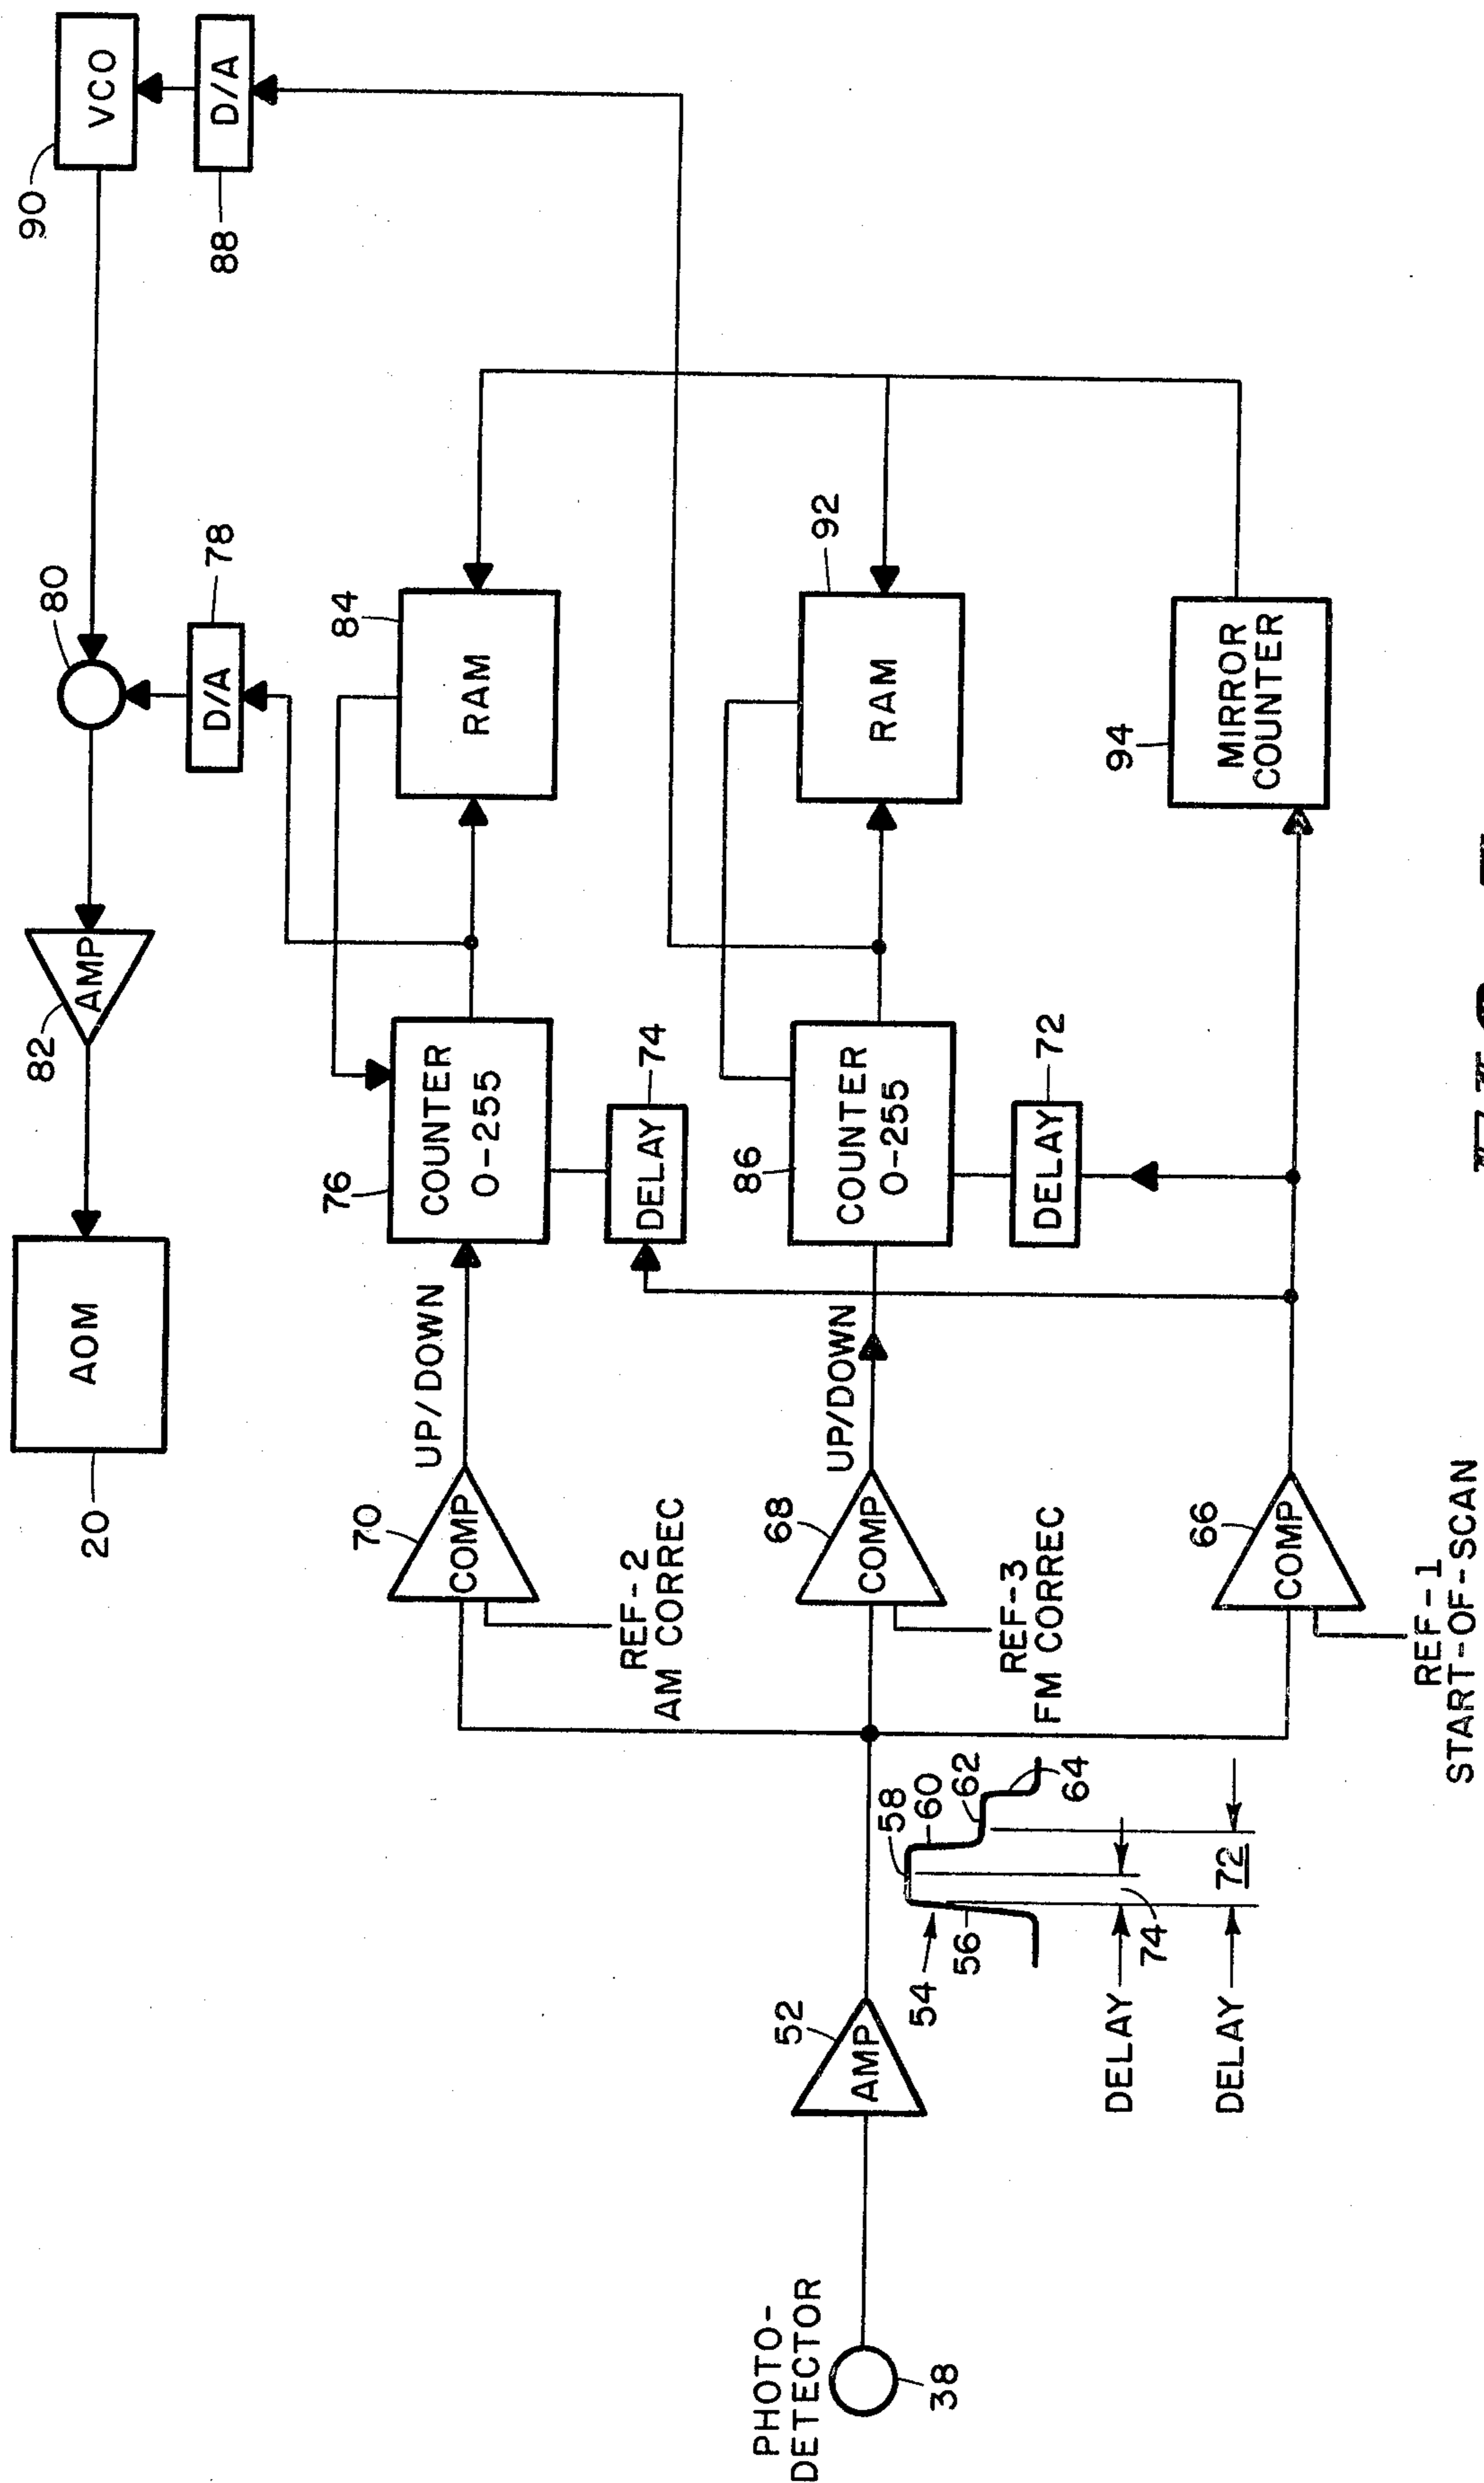 90
VCO
D/A
88
80
78
D/A
82
AMP
AOM
20
84
RAM
92
RAM
94
MIRROR
COUNTER
76
COUNTER
0-255
74
DELAY
86
COUNTER
0-255
72
DELAY
UP/DOWN
UP/DOWN
70
COMP
REF-2
AM CORREC
68
COMP
REF-3
FM CORREC
66
COMP
REF-1
START-OF-SCAN
52
AMP
54
56
58
60
62
64
DELAY
74
DELAY
72
PHOTO-
DETECTOR
38